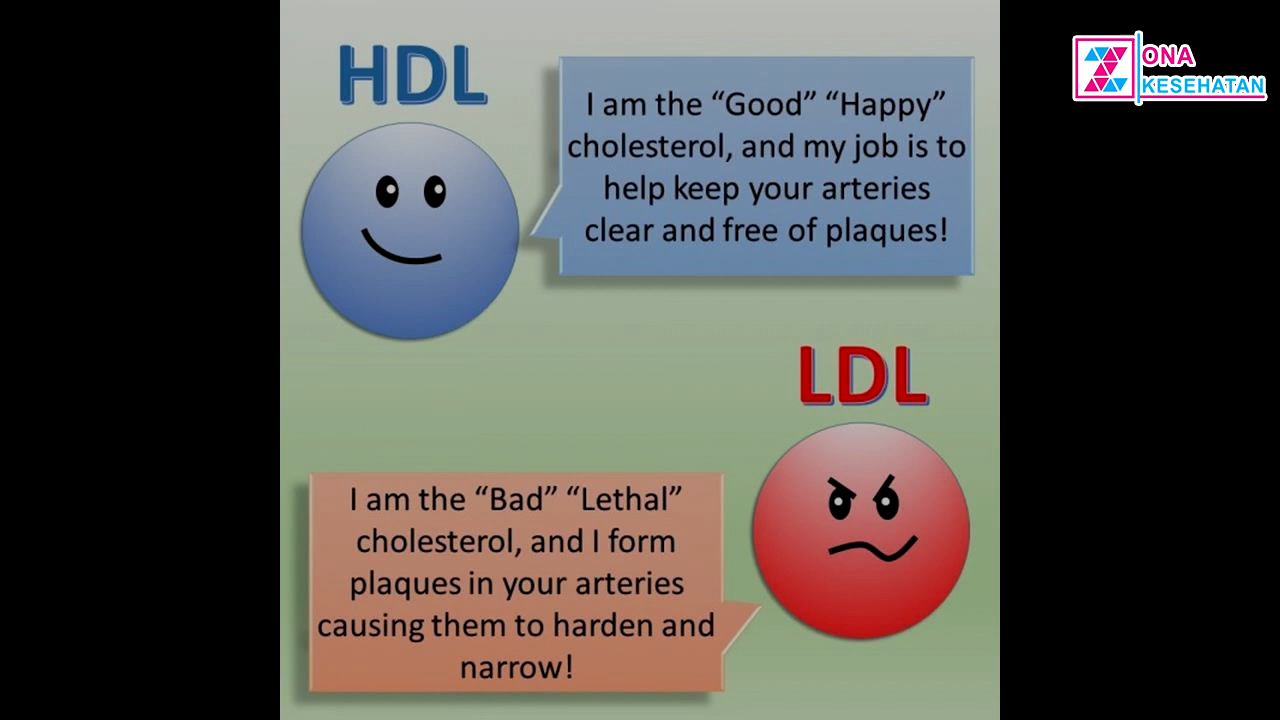 HDL
I am the “Good” “Happy”
cholesterol, and my job is to
help keep your arteries
clear and free of plaques!
LDL
I am the “Bad” “Lethal”
cholesterol, and I form
plaques in your arteries
causing them to harden and
narrow!
ZONA
KESEHATAN